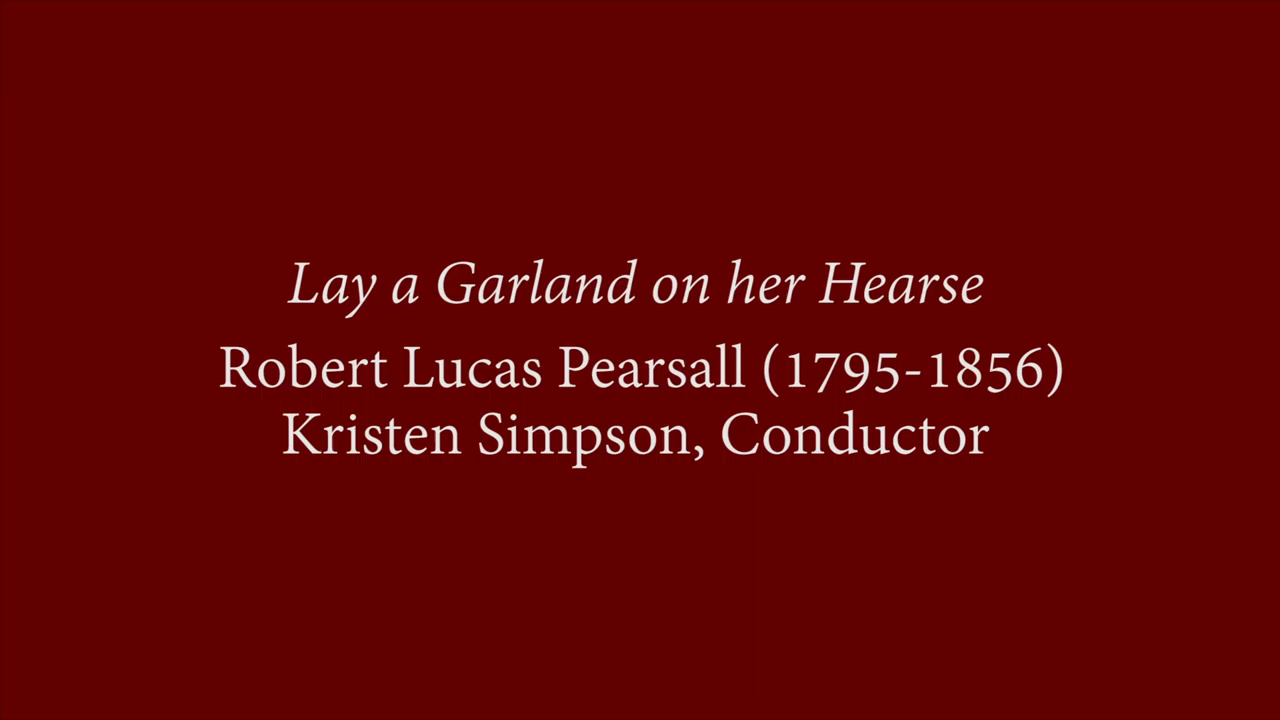 Lay a Garland on her Hearse
Robert Lucas Pearsall (1795-1856)
Kristen Simpson, Conductor